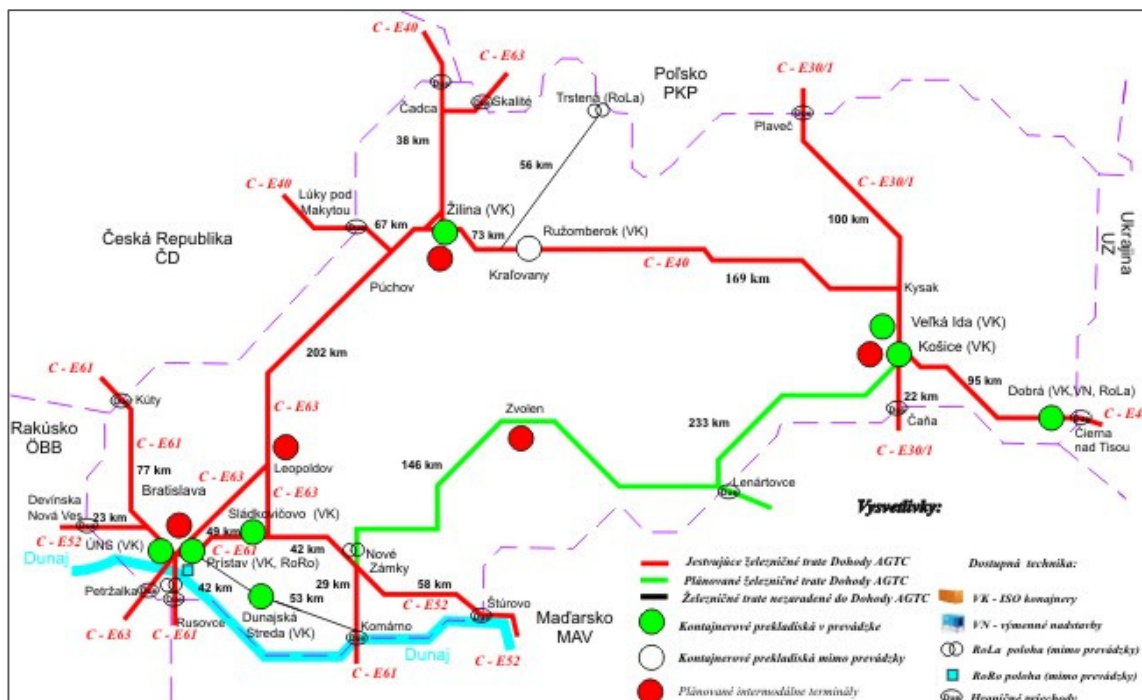 C - E40
C - E63
Skalité
Čadca
38 km
Poľsko
PKP
Trstená (RoLa)
56 km
C - E30/1
Plaveč
C - E30/1
100 km
Ukrajina
UZ
C - E40
Lúky pod
Makytou
67 km
Žilina (VK)
73 km
Ružomberok (VK)
Kraľovany
C - E40
169 km
Kysak
Česká Republika
ČD
Púchov
202 km
Veľká Ida (VK)
Košice (VK)
95 km
Dobrá (VK,VN, RoLa)
22 km
Čaňa
C - E30/1
C - E4
Čierna
nad Tisou
C - E61
Kúty
Rakúsko
ÖBB
C - E61
77 km
C - E63
C - E63
Leopoldov
C - E63
Zvolen
146 km
233 km
Lenártovce
Bratislava
Devínska
Nová Ves
23 km
C - E52
ÚNS (VK)
Dunaj
Sládkovičovo (VK)
49 km
C - E61
Prístav (VK, RoRo)
42 km
Nové
Zámky
Petržalka
42 km
Rusovce
C - E63
C - E61
53 km
Dunajská
Streda (VK)
29 km
58 km
C - E52
Štúrovo
Komárno
Dunaj
C - E61
C - E52
Maďarsko
MAV
Vysvetlivky:
Jestvujúce železničné trate Dohody AGTC
Plánované železničné trate Dohody AGTC
Železničné trate nezaradené do Dohody AGTC
Kontajnerové prekladiská v prevádzke
Kontajnerové prekladiská mimo prevádzky
Plánované intermodálne terminály
Dostupná technika:
VK - ISO konajnery
VN - výmenné nadstavby
RoLa poloha (mimo prevádzky)
RoRo poloha (mimo prevádzky)
Hraničné priechody